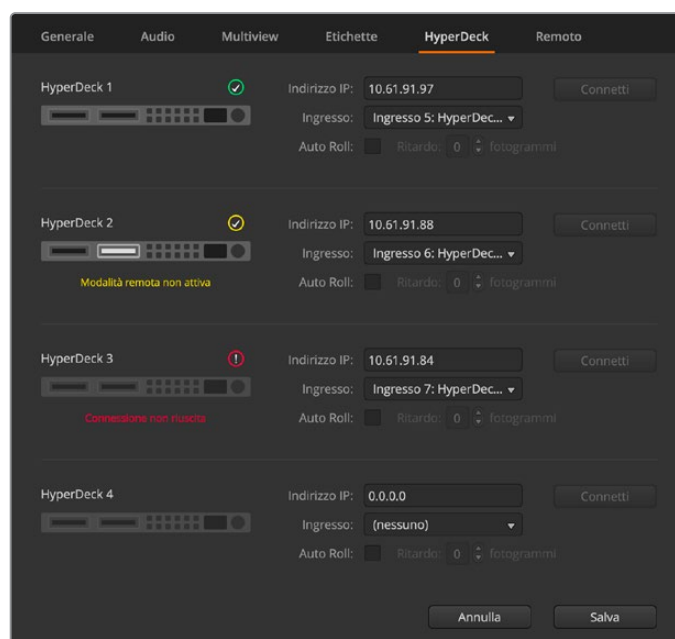 Generale Audio Multiview Etichette HyperDeck Remoto
HyperDeck 1 Indirizzo IP: 10.61.91.97 Connetti
Ingresso: Ingresso 5: HyperDec...
Auto Roll: Ritardo: 0 fotogrammi
HyperDeck 2 Indirizzo IP: 10.61.91.88 Connetti
Ingresso: Ingresso 6: HyperDec...
Modalità remota non attiva Auto Roll: Ritardo: 0 fotogrammi
HyperDeck 3 Indirizzo IP: 10.61.91.84 Connetti
Ingresso: Ingresso 7: HyperDec...
Connessione non riuscita Auto Roll: Ritardo: 0 fotogrammi
HyperDeck 4 Indirizzo IP: 0.0.0.0 Connetti
Ingresso: (nessuno)
Auto Roll: Ritardo: 0 fotogrammi
Annulla Salva